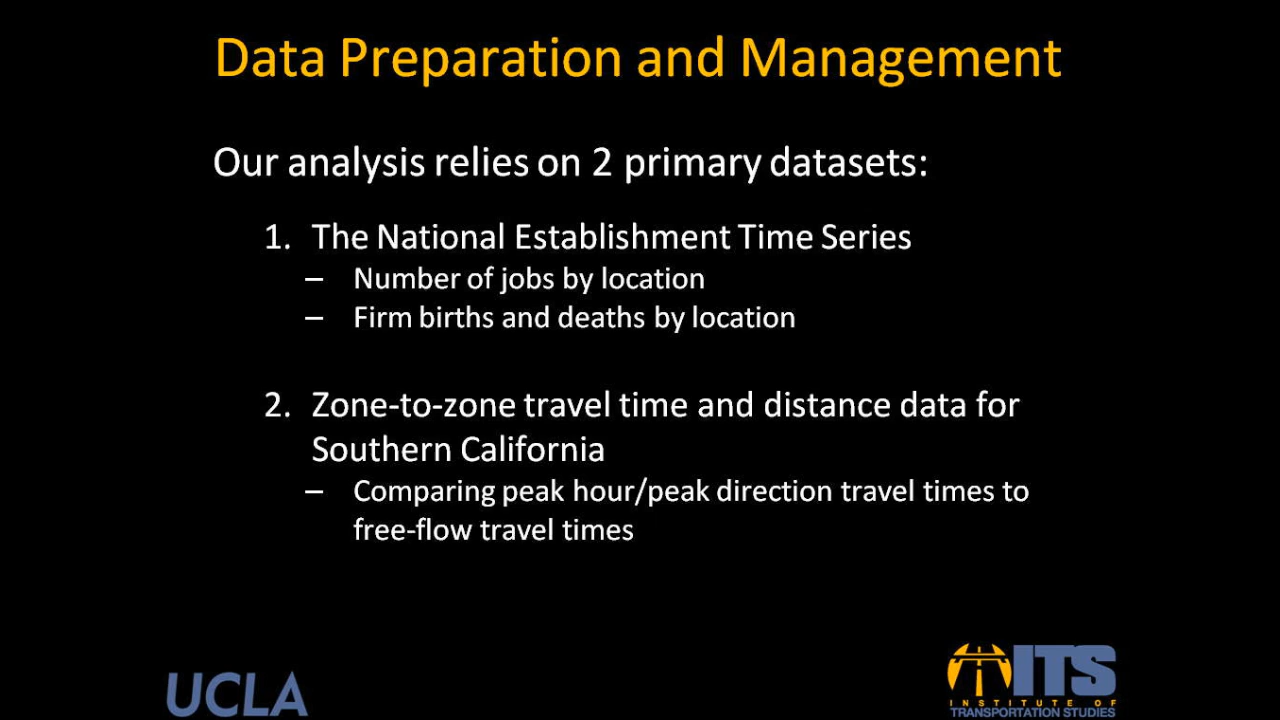 Data Preparation and Management
Our analysis relies on 2 primary datasets:
1. The National Establishment Time Series
– Number of jobs by location
– Firm births and deaths by location
2. Zone-to-zone travel time and distance data for
Southern California
– Comparing peak hour/peak direction travel times to
free-flow travel times
UCLA
ITS
INSTITUTE OF
TRANSPORTATION STUDIES